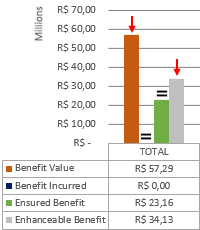 Millions
R$ 70,00
R$ 60,00
R$ 50,00
R$ 40,00
R$ 30,00
R$ 20,00
R$ 10,00
R$ -
TOTAL
Benefit Value R$ 57,29
Benefit Incurred R$ 0,00
Ensured Benefit R$ 23,16
Enhanceable Benefit R$ 34,13